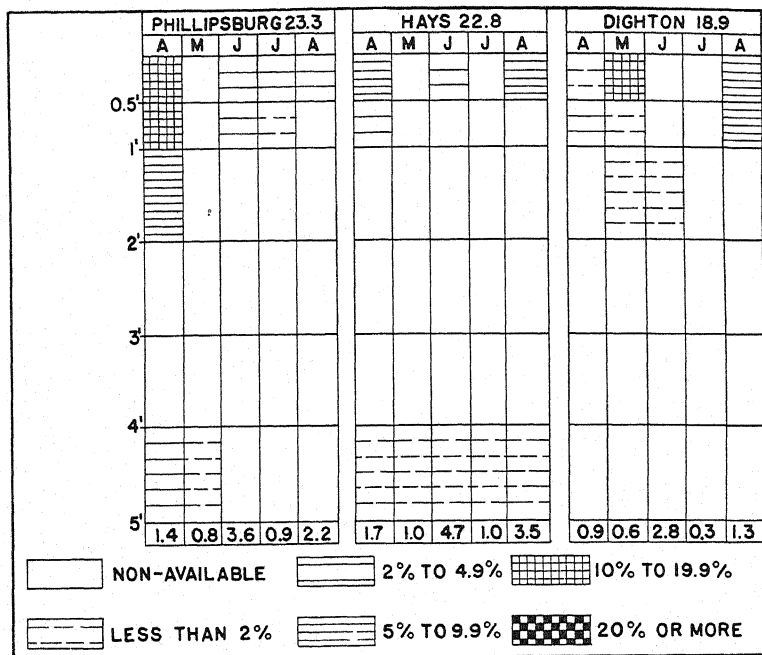 PHILLIPSBURG 23.3 HAYS 22.8 DIGHTON 18.9
A M J J A A M J J A A M J J A
0.5'
1'
2'
3'
4'
5'
1.4 0.8 3.6 0.9 2.2 1.7 1.0 4.7 1.0 3.5 0.9 0.6 2.8 0.3 1.3
NON-AVAILABLE 2% TO 4.9% 10% TO 19.9%
LESS THAN 2% 5% TO 9.9% 20% OR MORE